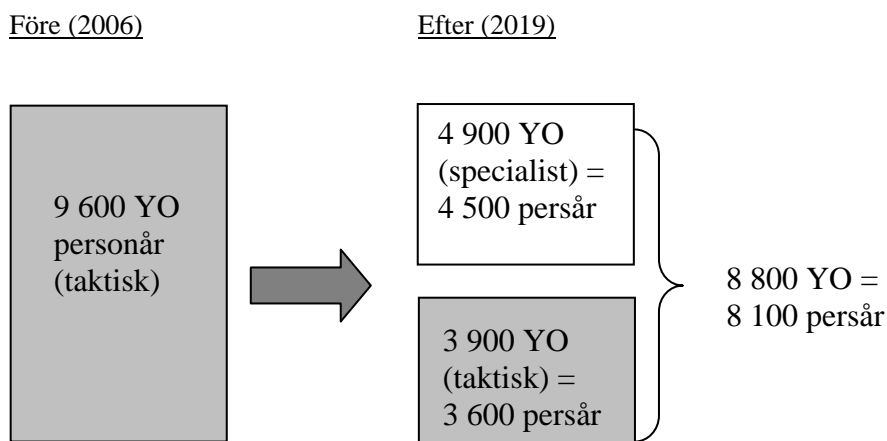 Före (2006)
Efter (2019)
9 600 YO
personår
(taktisk)
4 900 YO
(specialist) =
4 500 persår
3 900 YO
(taktisk) =
3 600 persår
8 800 YO =
8 100 persår